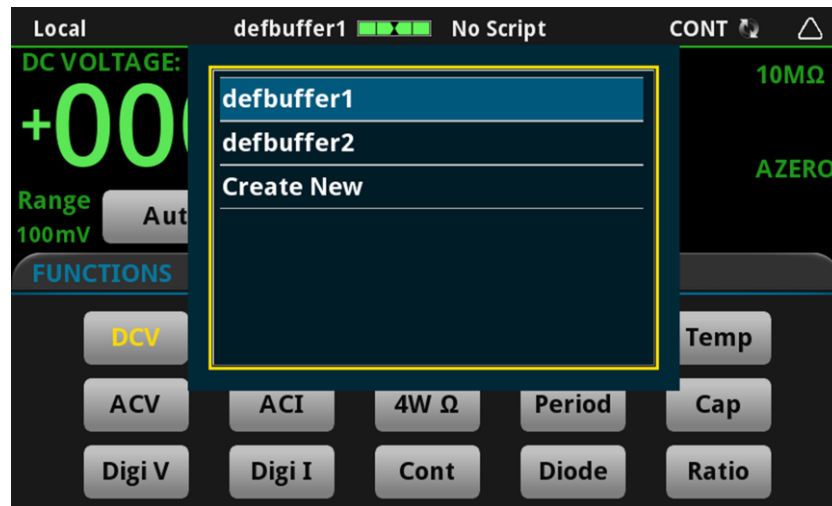 Local defbuffer1 No Script CONT
DC VOLTAGE:
10MΩ
+000
AZERO
Range
100mV
Aut
defbuffer1
defbuffer2
Create New
FUNCTIONS
DCV Temp
ACV ACI 4W Ω Period Cap
Digi V Digi I Cont Diode Ratio